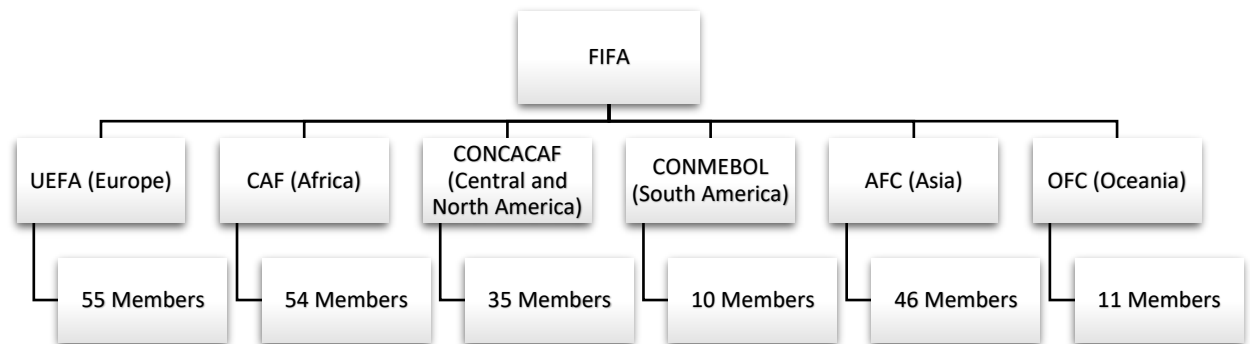 FIFA
UEFA (Europe)
CAF (Africa)
CONCACAF
(Central and
North America)
CONMEBOL
(South America)
AFC (Asia)
OFC (Oceania)
55 Members
54 Members
35 Members
10 Members
46 Members
11 Members